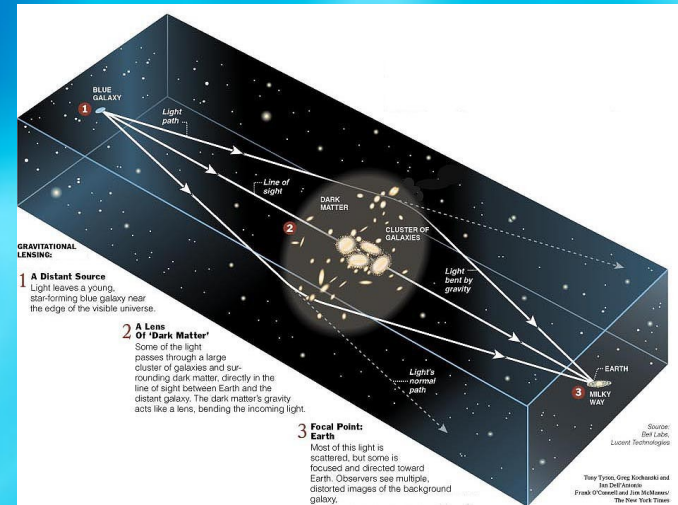 BLUE
GALAXY
1
Light
path
Line of
sight
DARK
MATTER
2
CLUSTER OF
GALAXIES
Light
bent by
gravity
Light's
normal
path
EARTH
3
MILKY
WAY
GRAVITATIONAL
LENSING:
1 A Distant Source
Light leaves a young,
star-forming blue galaxy near
the edge of the visible universe.
2 A Lens
Of 'Dark Matter'
Some of the light
passes through a large
cluster of galaxies and sur-
rounding dark matter, directly in the
line of sight between Earth and the
distant galaxy. The dark matter's gravity
acts like a lens, bending the incoming light.
3 Focal Point:
Earth
Most of this light is
scattered, but some is
focused and directed toward
Earth. Observers see multiple,
distorted images of the background
galaxy,
Source:
Bell Labs,
Lucent Technologies
Tony Tyson, Greg Kochanski and
Ian Dell'Antonio
Frank O'Connell and Jim McManus/
The New York Times